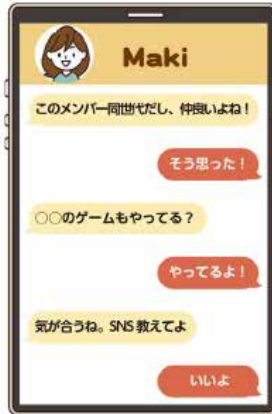 Maki
このメンバー同世代だし、仲良いよね！
そう思った！
○○のゲームもやってる？
やってるよ！
気が合うね。SNS教えてよ
いいよ